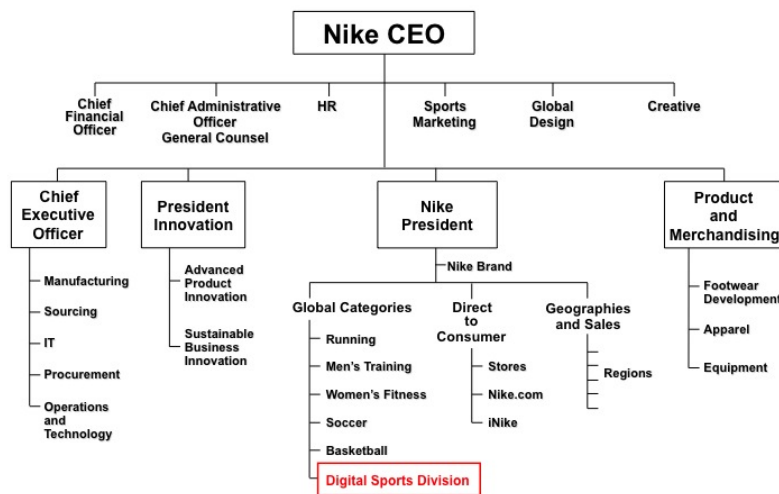 Nike CEO
Chief
Financial
Officer
Chief Administrative
Officer
General Counsel
HR
Sports
Marketing
Global
Design
Creative
Chief
Executive
Officer
Manufacturing
Sourcing
IT
Procurement
Operations
and
Technology
President
Innovation
Advanced
Product
Innovation
Sustainable
Business
Innovation
Nike
President
Nike Brand
Global Categories
Running
Men's Training
Women's Fitness
Soccer
Basketball
Digital Sports Division
Direct
to
Consumer
Stores
Nike.com
iNike
Geographies
and Sales
Regions
Product
and
Merchandising
Footwear
Development
Apparel
Equipment